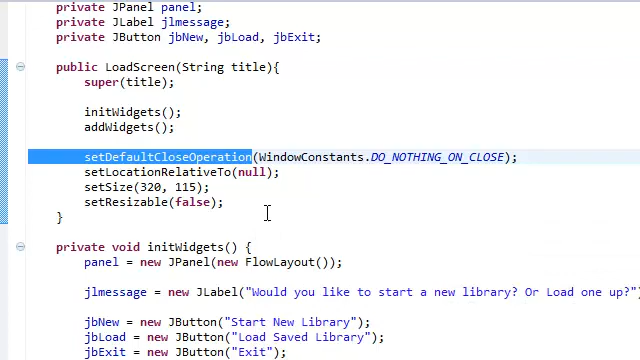 private JPanel panel;
private JLabel jlmessage;
private JButton jbNew, jbLoad, jbExit;
public LoadScreen(String title){
super(title);
initWidgets();
addWidgets();
setDefaultCloseOperation(WindowConstants.DO_NOTHING_ON_CLOSE);
setLocationRelativeTo(null);
setSize(320, 115);
setResizable(false);
}
private void initWidgets() {
panel = new JPanel(new FlowLayout());
jlmessage = new JLabel("Would you like to start a new library? Or Load one up?")
jbNew = new JButton("Start New Library");
jbLoad = new JButton("Load Saved Library");
jbExit = new JButton("Exit");